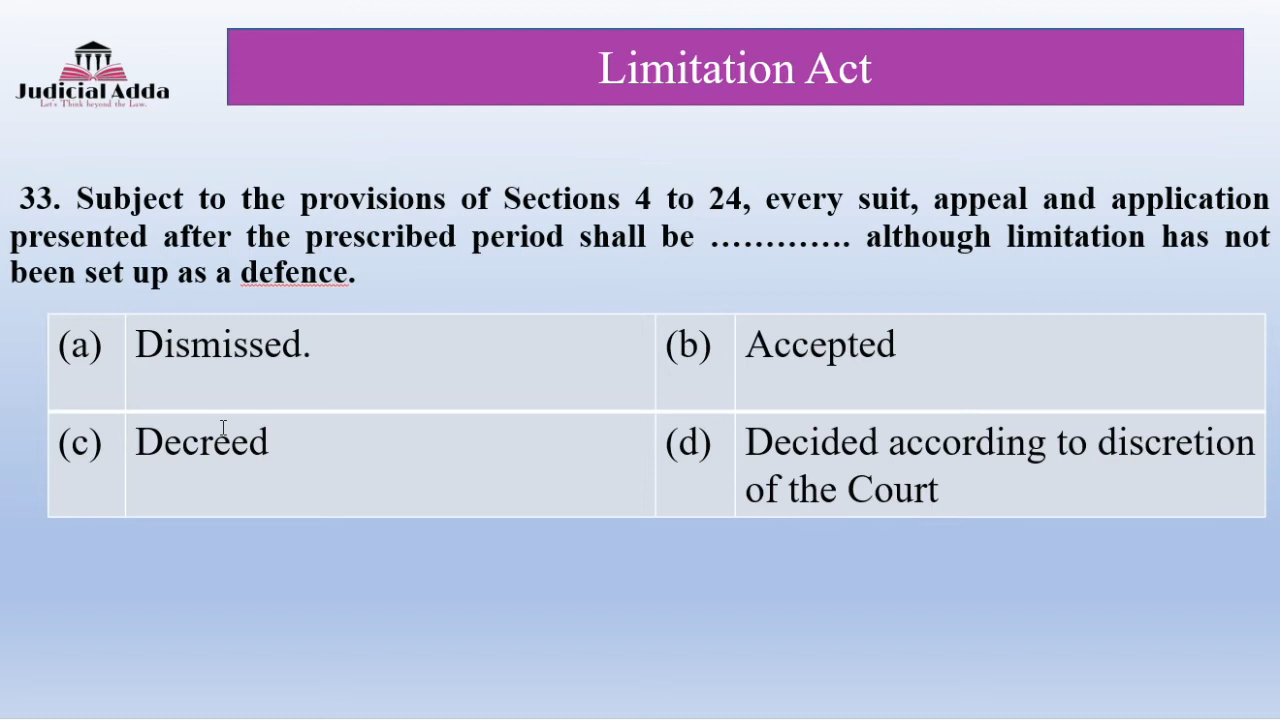 Limitation Act
Judicial Adda
Let's Think beyond the Law.
33. Subject to the provisions of Sections 4 to 24, every suit, appeal and application
presented after the prescribed period shall be …………. although limitation has not
been set up as a defence.
(a) Dismissed. (b) Accepted
(c) Decreed (d) Decided according to discretion
of the Court